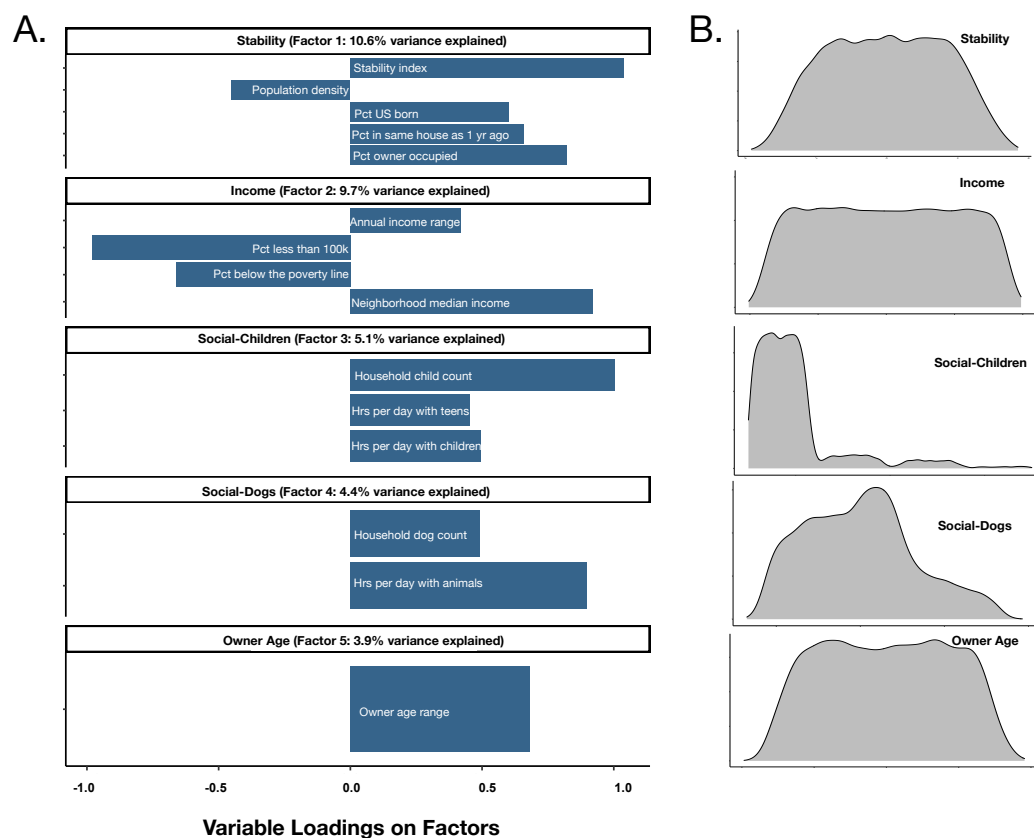 A.
Stability (Factor 1: 10.6% variance explained)
Stability index
Population density
Pct US born
Pct in same house as 1 yr ago
Pct owner occupied
Income (Factor 2: 9.7% variance explained)
Annual income range
Pct less than 100k
Pct below the poverty line
Neighborhood median income
Social-Children (Factor 3: 5.1% variance explained)
Household child count
Hrs per day with teens
Hrs per day with children
Social-Dogs (Factor 4: 4.4% variance explained)
Household dog count
Hrs per day with animals
Owner Age (Factor 5: 3.9% variance explained)
Owner age range
-1.0 -0.5 0.0 0.5 1.0
Variable Loadings on Factors
B.
Stability
Income
Social-Children
Social-Dogs
Owner Age